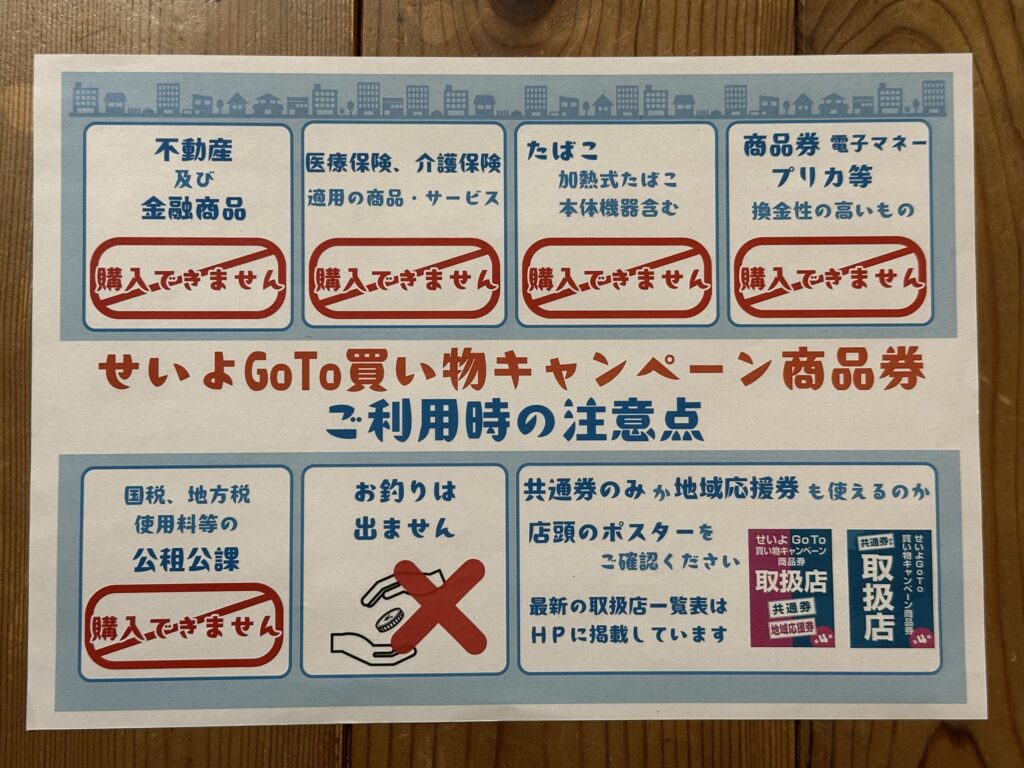 不動産
及び
金融商品
購入できません
医療保険、介護保険
適用の商品・サービス
購入できません
たばこ
加熱式たばこ
本体機器含む
購入できません
商品券 電子マネー
プリカ等
換金性の高いもの
購入できません
せいよGoTo買い物キャンペーン商品券
ご利用時の注意点
国税、地方税
使用料等の
公租公課
購入できません
お釣りは
出ません
共通券のみ か 地域応援券 も使えるのか
店頭のポスターを
ご確認ください
最新の取扱店一覧表は
HPに掲載しています
せいよ GoTo
買い物キャンペーン
商品券
取扱店
共通券
地域応援券
せいよGoTo
買い物キャンペーン商品券
取扱店
共通券